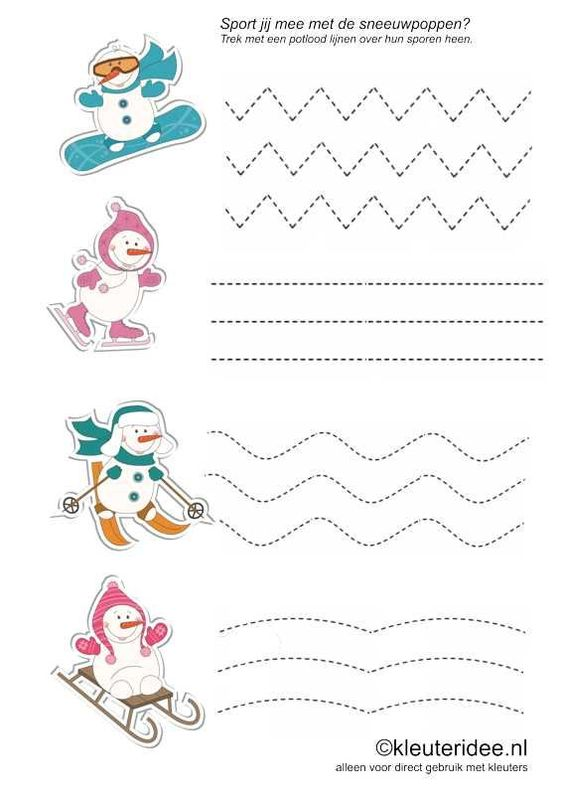 Sport jij mee met de sneeuwpoppen?
Trek met een potlood lijnen over hun sporen heen.
©kleuteridee.nl
alleen voor direct gebruik met kleuters